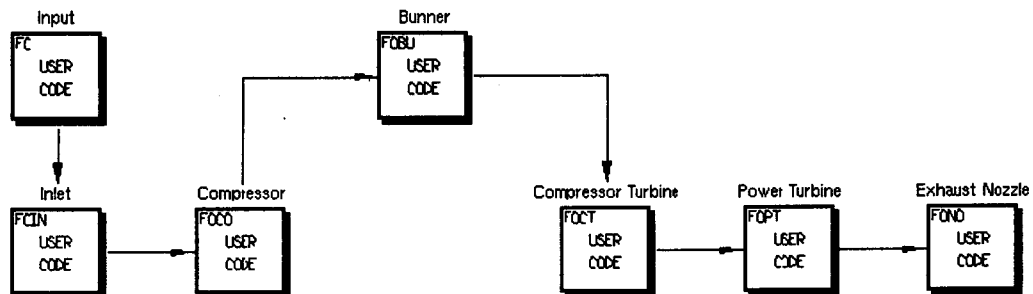 Input
FC
USER
CODE
Bunner
FOBU
USER
CODE
Inlet
FCIN
USER
CODE
Compressor
FOCO
USER
CODE
Compressor Turbine
FOCT
USER
CODE
Power Turbine
FOPT
USER
CODE
Exhaust Nozzle
FONO
USER
CODE